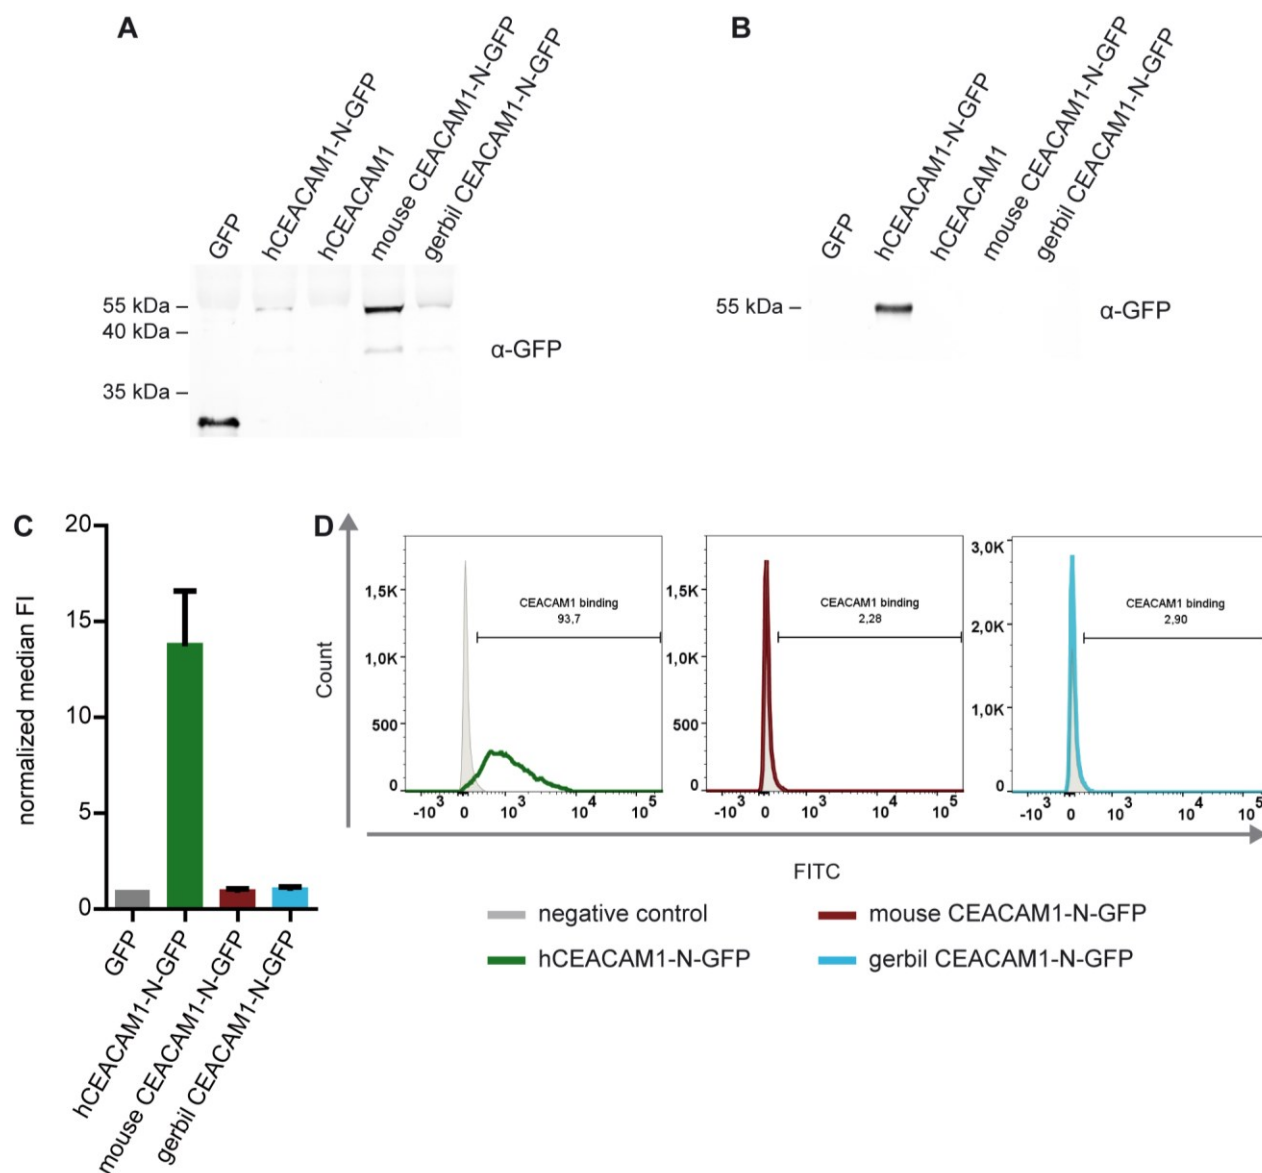 A
GFP
hCEACAM1-N-GFP
hCEACAM1
mouse CEACAM1-N-GFP
gerbil CEACAM1-N-GFP
55 kDa –
40 kDa –
35 kDa –
α-GFP
B
GFP
hCEACAM1-N-GFP
hCEACAM1
mouse CEACAM1-N-GFP
gerbil CEACAM1-N-GFP
55 kDa –
α-GFP
C
normalized median FI
20
15
10
5
0
GFP
hCEACAM1-N-GFP
mouse CEACAM1-N-GFP
gerbil CEACAM1-N-GFP
D
Count
1,5K
1,0K
500
0
CEACAM1 binding
93,7
-10³ 0 10³ 10⁴ 10⁵
1,5K
1,0K
500
0
CEACAM1 binding
2,28
-10³ 0 10³ 10⁴ 10⁵
3,0K
2,0K
1,0K
0
CEACAM1 binding
2,90
-10³ 0 10³ 10⁴ 10⁵
FITC
negative control
hCEACAM1-N-GFP
mouse CEACAM1-N-GFP
gerbil CEACAM1-N-GFP